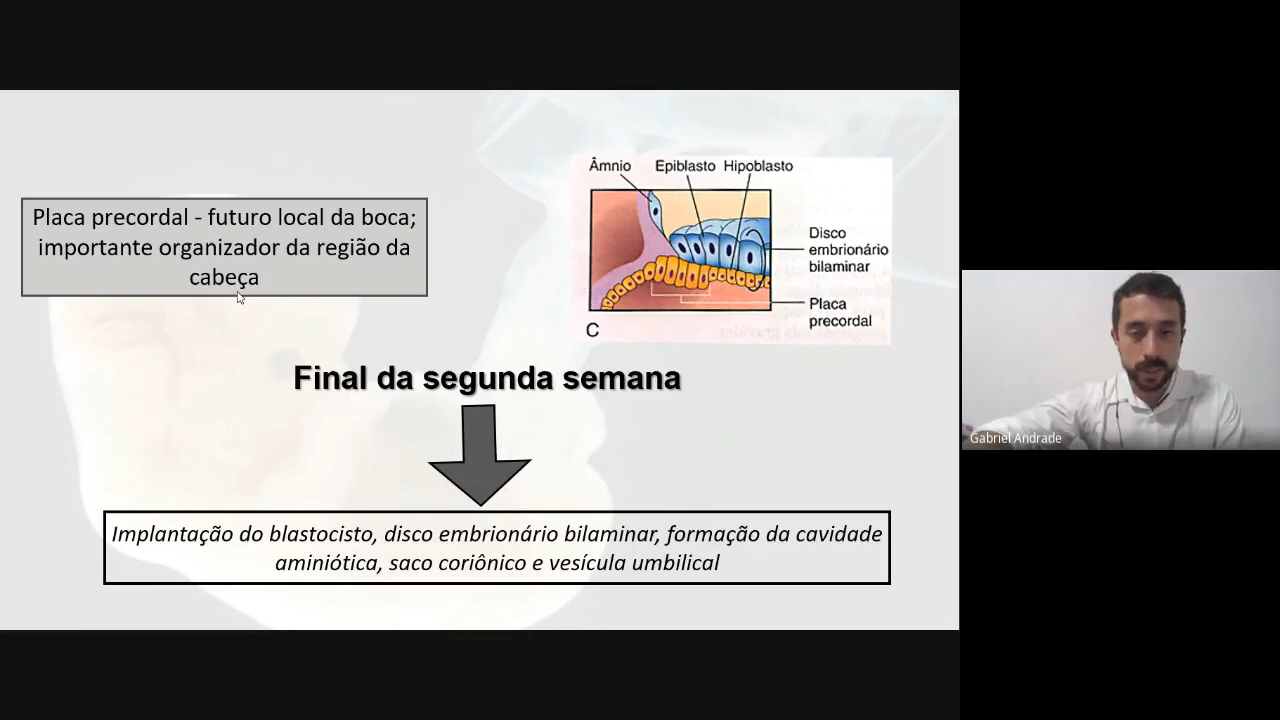 Placa precordal - futuro local da boca;
importante organizador da região da
cabeça
Âmnio Epiblasto Hipoblasto
Disco
embrionário
bilaminar
Placa
precordal
C
Final da segunda semana
Implantação do blastocisto, disco embrionário bilaminar, formação da cavidade
aminiótica, saco coriônico e vesícula umbilical
Gabriel Andrade